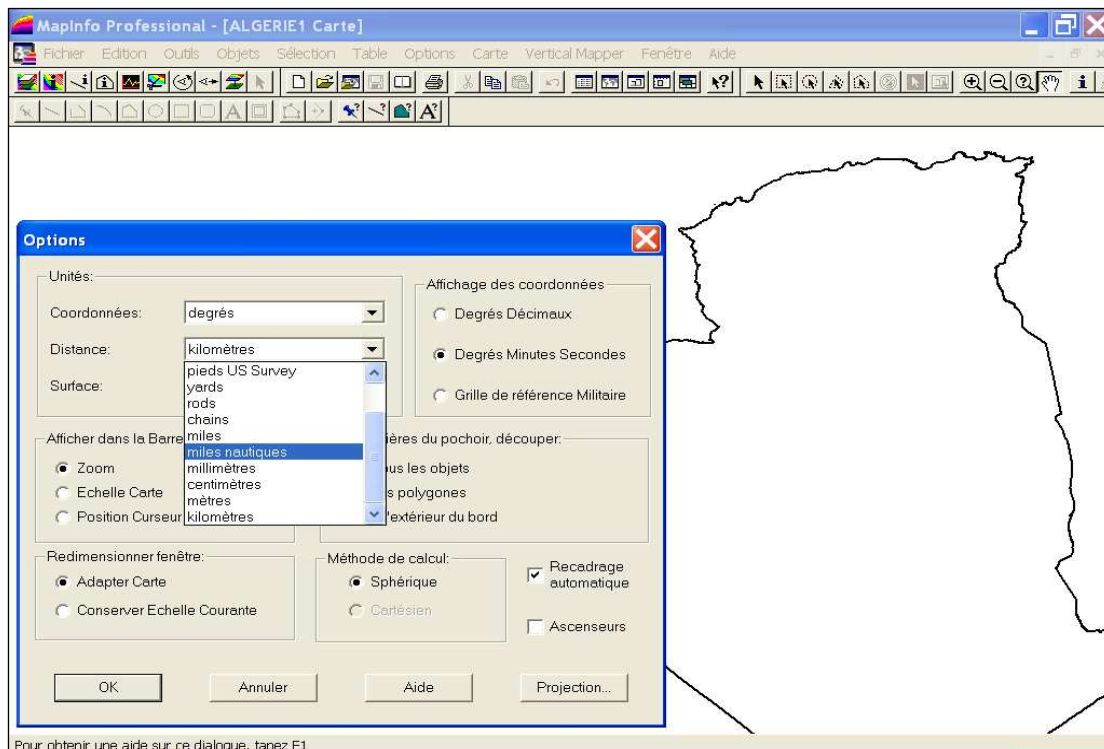 MapInfo Professional - [ALGERIE1 Carte]
Fichier Edition Outils Objets Sélection Table Options Carte Vertical Mapper Fenêtre Aide
Options
Unités:
Coordonnées: degrés
Distance: kilomètres
Surface:
pieds US Survey
yards
rods
chains
miles
miles nautiques
millimètres
centimètres
mètres
kilomètres
Affichage des coordonnées
Degrés Décimaux
Degrés Minutes Secondes
Grille de référence Militaire
Afficher dans la Barre
Zoom
Echelle Carte
Position Curseur
ières du pochoir, découper:
us les objets
s polygones
l'extérieur du bord
Redimensionner fenêtre:
Adapter Carte
Conserver Echelle Courante
Méthode de calcul:
Sphérique
Cartésien
Recadrage
automatique
Ascenseurs
OK Annuler Aide Projection...
Pour obtenir une aide sur ce dialogue, tapez F1